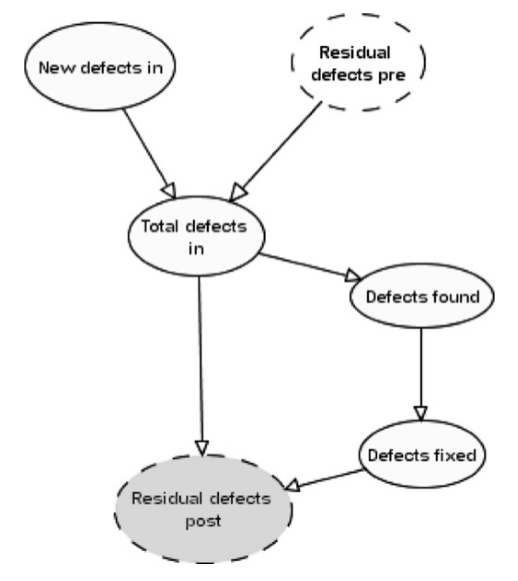 New defects in
Residual
defects pre
Total defects
in
Defects found
Defects fixed
Residual defects
post